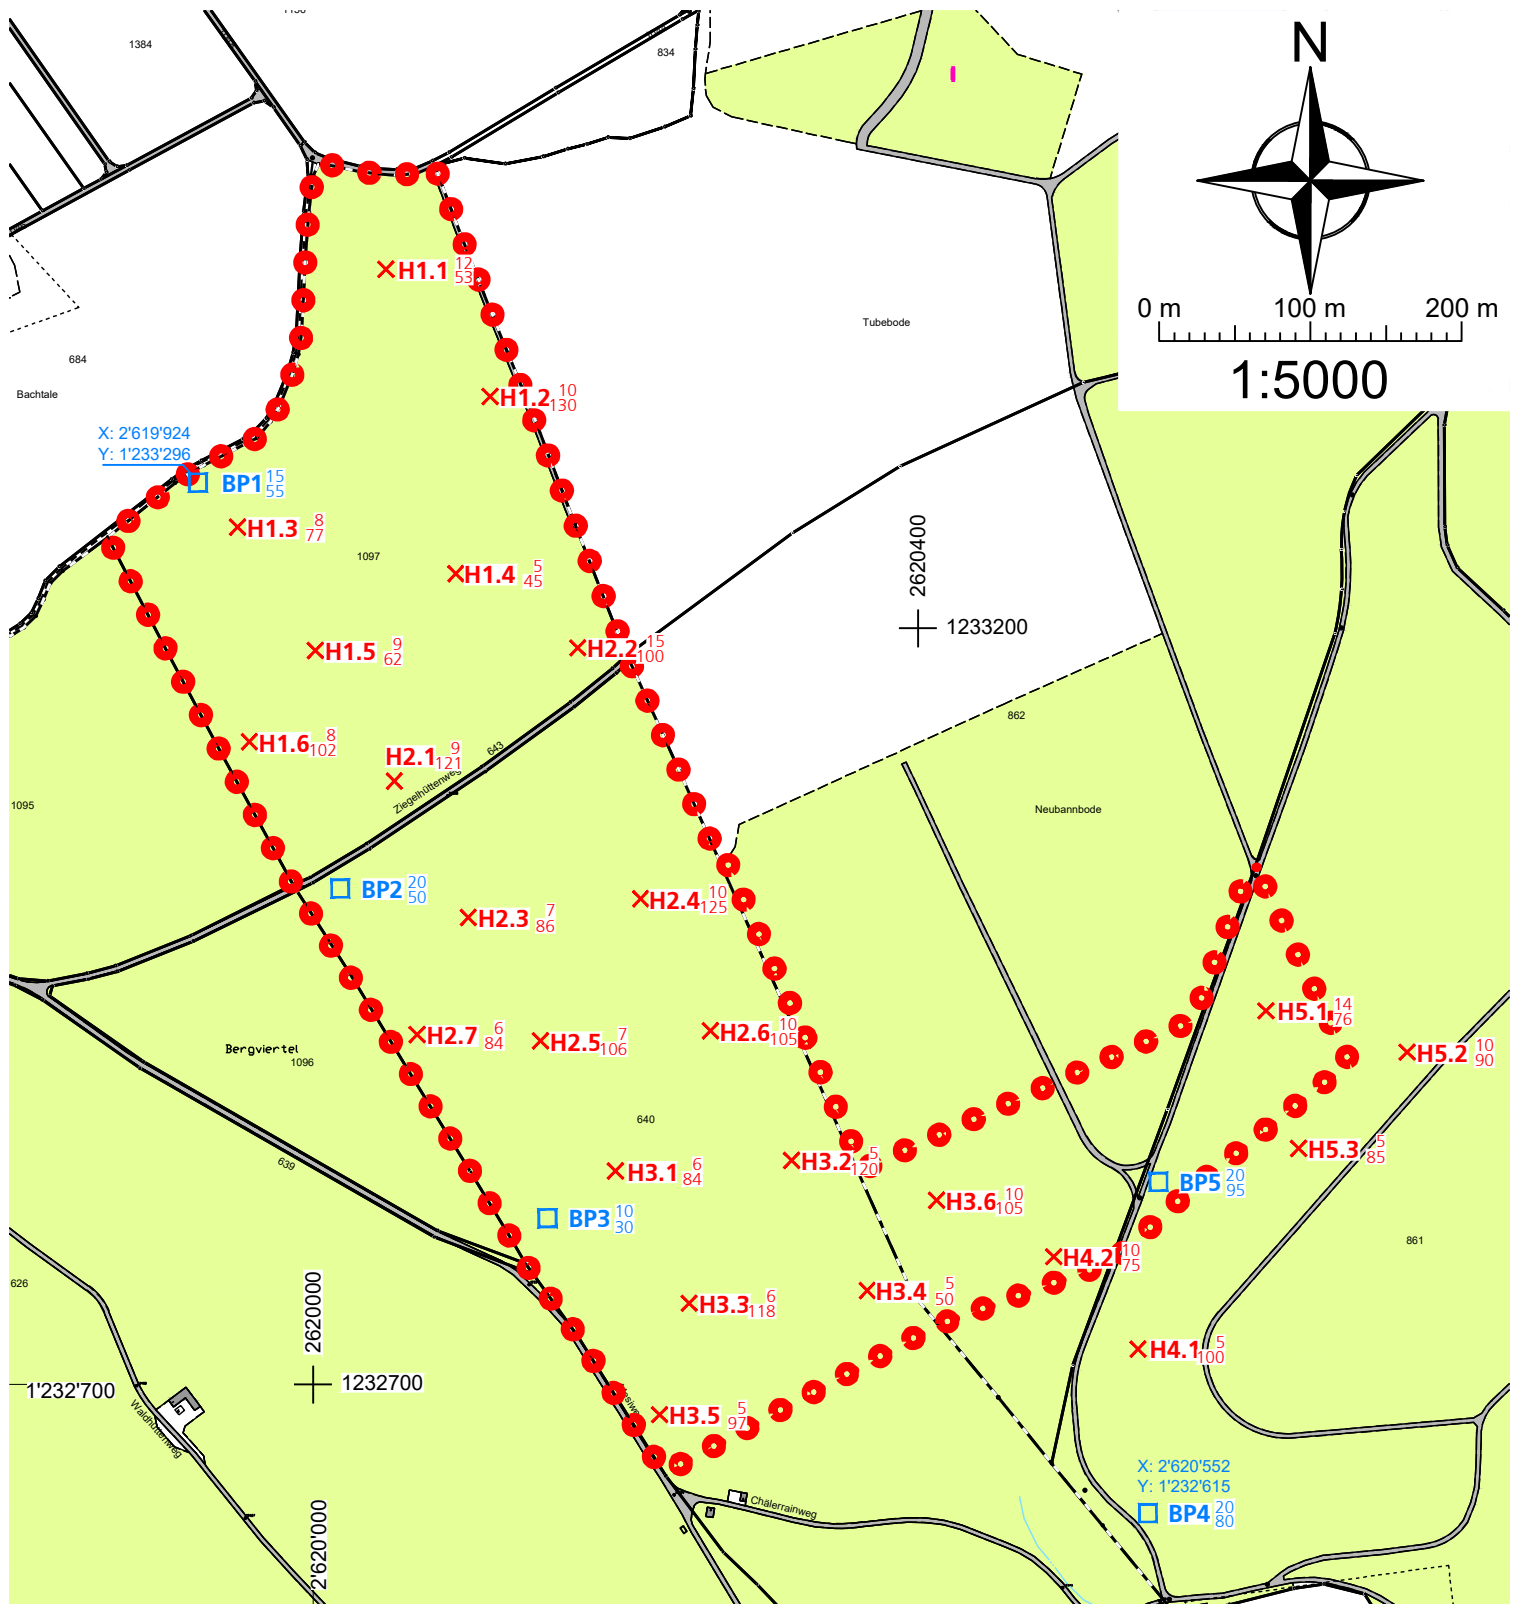 1384
834
N
0 m 100 m 200 m
1:5000
H1.1 12 53
Tubebode
684
Bachtale
H1.2 10 130
X: 2'619'924
Y: 1'233'296
BP1 15 55
H1.3 8 77
1097
H1.4 5 45
2620400
1233200
H1.5 9 62
H2.2 15 100
862
H1.6 8 102
H2.1 9 121
643
Ziegelhüttenweg
1095
Neubannbode
BP2 20 50
H2.3 7 86
H2.4 10 125
H5.1 14 76
H2.7 6 84
H2.5 7 106
H2.6 10 105
H5.2 10 90
Bergviertel
1096
640
639
H3.1 6 84
H3.2 5 120
H5.3 5 85
BP5 20 95
H3.6 10 105
BP3 10 30
861
626
H4.2 10 75
2620000
H3.3 6 118
H3.4 5 50
H4.1 5 100
1'232'700
1232700
Waldhüttenweg
H3.5 5 97
X: 2'620'552
Y: 1'232'615
BP4 20 80
Chälerrainweg
2'620'000